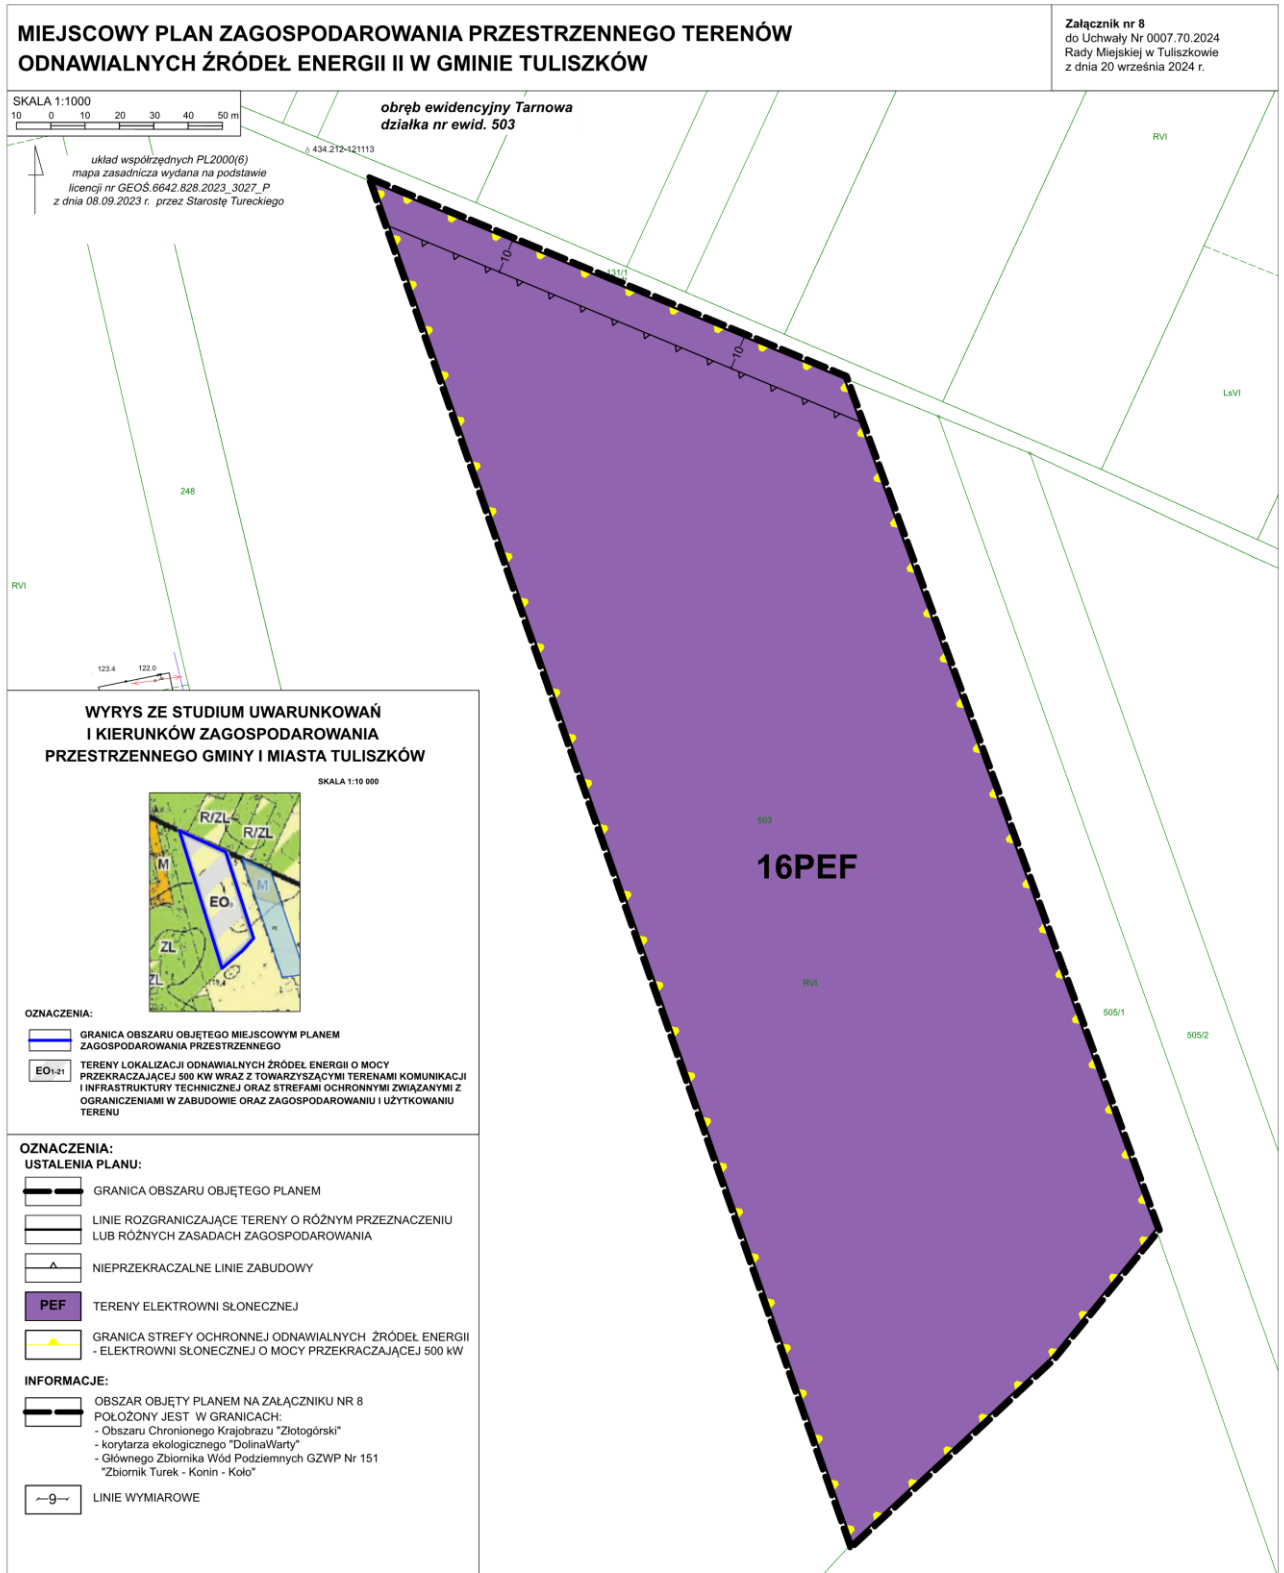 MIEJSCOWY PLAN ZAGOSPODAROWANIA PRZESTRZENNEGO TERENÓW
ODNAWIALNYCH ŹRÓDEŁ ENERGII II W GMINIE TULISZKÓW
Załącznik nr 8
do Uchwały Nr 0007.70.2024
Rady Miejskiej w Tuliszkowie
z dnia 20 września 2024 r.
SKALA 1:1000
10 0 10 20 30 40 50 m
obręb ewidencyjny Tarnowa
działka nr ewid. 503
434.212-121113
układ współrzędnych PL2000(6)
mapa zasadnicza wydana na podstawie
licencji nr GEOŚ.6642.828.2023_3027_P
z dnia 08.09.2023 r. przez Starostę Tureckiego
RVI
10
131/1
10
LsVI
248
RVI
123.4 122.0
503
16PEF
RVI
505/1
505/2
WYRYS ZE STUDIUM UWARUNKOWAŃ
I KIERUNKÓW ZAGOSPODAROWANIA
PRZESTRZENNEGO GMINY I MIASTA TULISZKÓW
SKALA 1:10 000
R/ZL
R/ZL
M
M
EO
ZL
ZL
OZNACZENIA:
GRANICA OBSZARU OBJĘTEGO MIEJSCOWYM PLANEM
ZAGOSPODAROWANIA PRZESTRZENNEGO
EO1-21
TERENY LOKALIZACJI ODNAWIALNYCH ŹRÓDEŁ ENERGII O MOCY
PRZEKRACZAJĄCEJ 500 KW WRAZ Z TOWARZYSZĄCYMI TERENAMI KOMUNIKACJI
I INFRASTRUKTURY TECHNICZNEJ ORAZ STREFAMI OCHRONNYMI ZWIĄZANYMI Z
OGRANICZENIAMI W ZABUDOWIE ORAZ ZAGOSPODAROWANIU I UŻYTKOWANIU
TERENU
OZNACZENIA:
USTALENIA PLANU:
GRANICA OBSZARU OBJĘTEGO PLANEM
LINIE ROZGRANICZAJĄCE TERENY O RÓŻNYM PRZEZNACZENIU
LUB RÓŻNYCH ZASADACH ZAGOSPODAROWANIA
NIEPRZEKRACZALNE LINIE ZABUDOWY
PEF
TERENY ELEKTROWNI SŁONECZNEJ
GRANICA STREFY OCHRONNEJ ODNAWIALNYCH ŹRÓDEŁ ENERGII
- ELEKTROWNI SŁONECZNEJ O MOCY PRZEKRACZAJĄCEJ 500 kW
INFORMACJE:
OBSZAR OBJĘTY PLANEM NA ZAŁĄCZNIKU NR 8
POŁOŻONY JEST W GRANICACH:
- Obszaru Chronionego Krajobrazu "Złotogórski"
- korytarza ekologicznego "DolinaWarty"
- Głównego Zbiornika Wód Podziemnych GZWP Nr 151
"Zbiornik Turek - Konin - Koło"
9
LINIE WYMIAROWE